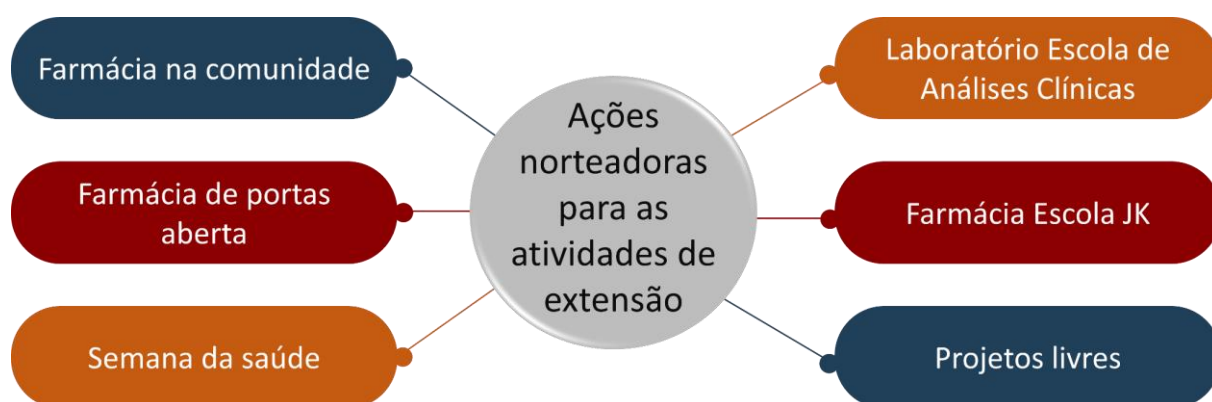 Farmácia na comunidade
Farmácia de portas
aberta
Semana da saúde
Ações
norteadoras
para as
atividades de
extensão
Laboratório Escola de
Análises Clínicas
Farmácia Escola JK
Projetos livres